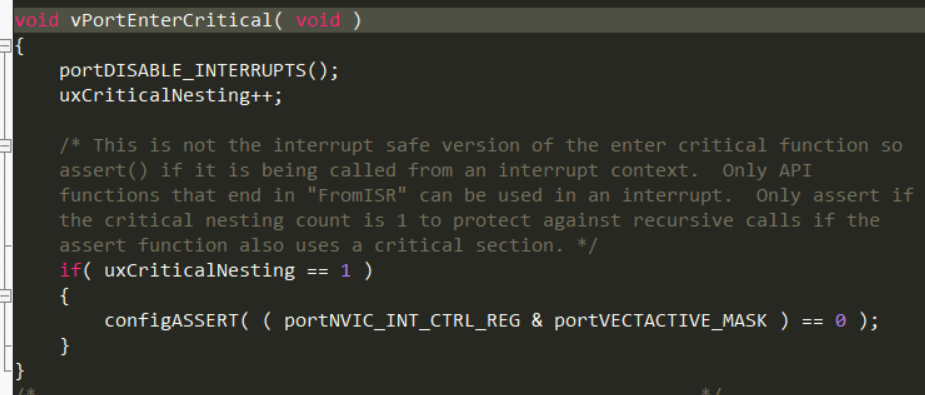 void vPortEnterCritical( void )
{
portDISABLE_INTERRUPTS();
uxCriticalNesting++;
/* This is not the interrupt safe version of the enter critical function so
assert() if it is being called from an interrupt context.  Only API
functions that end in "FromISR" can be used in an interrupt.  Only assert if
the critical nesting count is 1 to protect against recursive calls if the
assert function also uses a critical section. */
if( uxCriticalNesting == 1 )
{
configASSERT( ( portNVIC_INT_CTRL_REG & portVECTACTIVE_MASK ) == 0 );
}
}
/* */